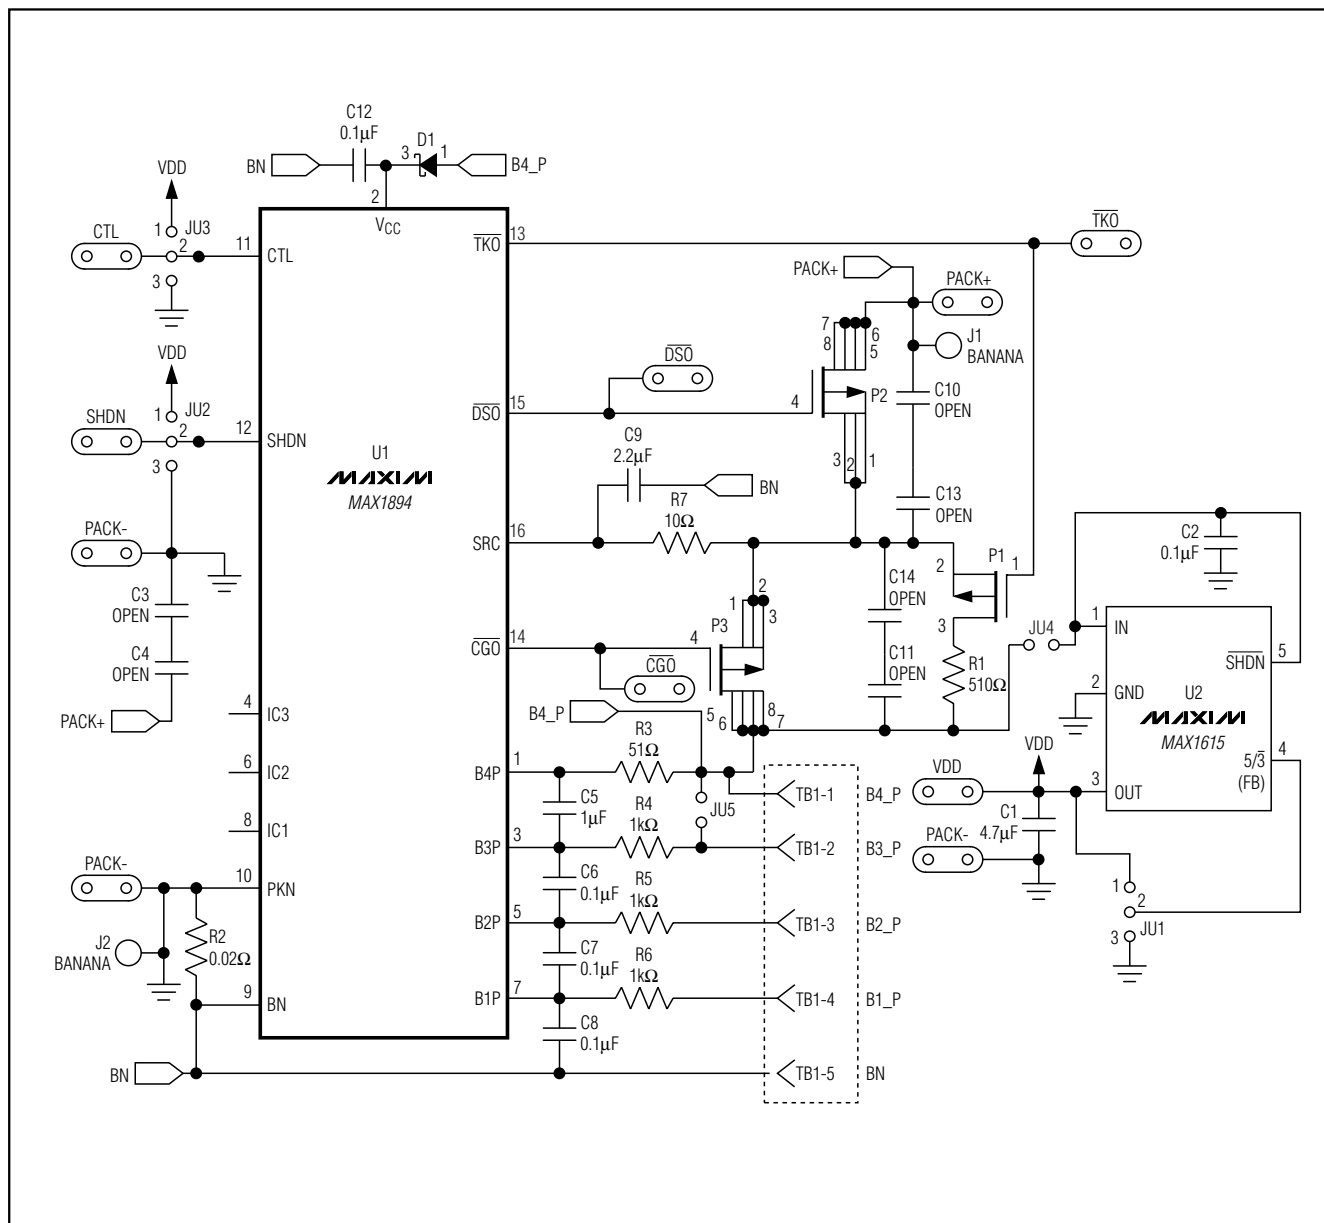 C12
0.1µF
BN
3
D1
1
B4_P
2
VCC
VDD
1
JU3
2
3
CTL
11
CTL
T̅K̅O̅
13
T̅K̅O̅
PACK+
PACK+
J1
BANANA
7
8
6
5
D̅S̅O̅
VDD
1
JU2
2
3
SHDN
12
SHDN
D̅S̅O̅
15
4
P2
C10
OPEN
3
2
1
U1
MAXIM
MAX1894
C9
2.2µF
BN
R7
10Ω
C13
OPEN
SRC
16
PACK-
C3
OPEN
C4
OPEN
PACK+
C2
0.1µF
P1
2
1
3
C14
OPEN
1
2
3
P3
4
C̅G̅O̅
14
C̅G̅O̅
C11
OPEN
R1
510Ω
JU4
1
IN
S̅H̅D̅N̅
5
2
GND
U2
MAXIM
MAX1615
5/3̅
(FB)
4
3
OUT
B4_P
5
6
8
7
4
IC3
6
IC2
8
IC1
B4P
1
R3
51Ω
C5
1µF
R4
1kΩ
JU5
TB1-1
B4_P
VDD
VDD
C1
4.7µF
PACK-
B3P
3
TB1-2
B3_P
C6
0.1µF
R5
1kΩ
1
2
3
JU1
PACK-
10
PKN
B2P
5
TB1-3
B2_P
J2
BANANA
R2
0.02Ω
C7
0.1µF
R6
1kΩ
9
BN
B1P
7
TB1-4
B1_P
C8
0.1µF
BN
TB1-5
BN